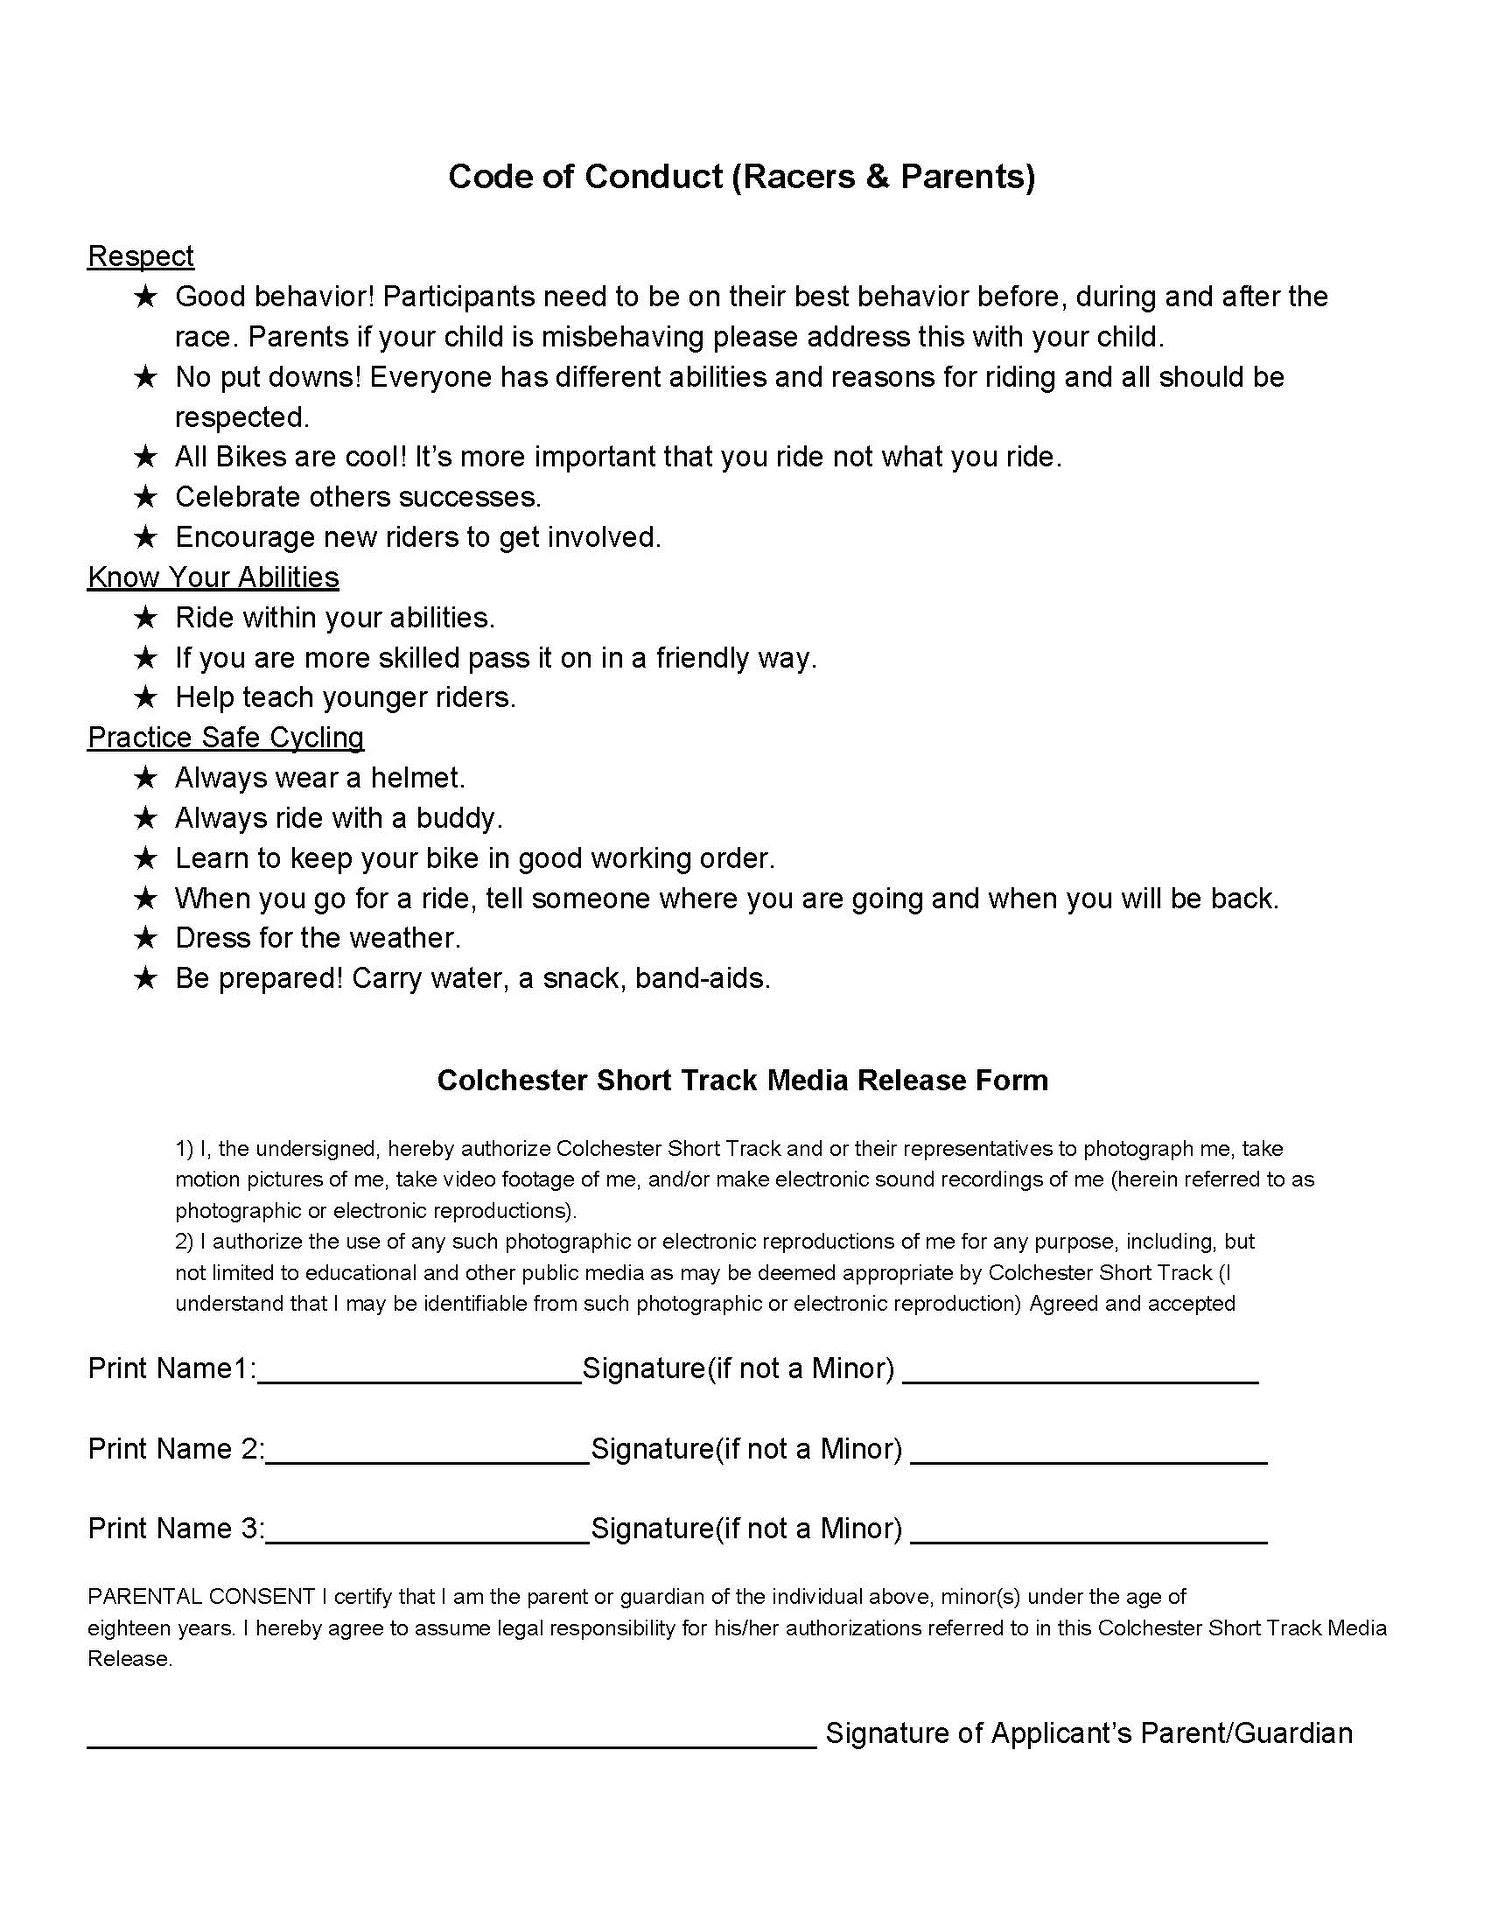 Code of Conduct (Racers & Parents)
Respect
★ Good behavior! Participants need to be on their best behavior before, during and after the
race. Parents if your child is misbehaving please address this with your child.
★ No put downs! Everyone has different abilities and reasons for riding and all should be
respected.
★ All Bikes are cool! It’s more important that you ride not what you ride.
★ Celebrate others successes.
★ Encourage new riders to get involved.
Know Your Abilities
★ Ride within your abilities.
★ If you are more skilled pass it on in a friendly way.
★ Help teach younger riders.
Practice Safe Cycling
★ Always wear a helmet.
★ Always ride with a buddy.
★ Learn to keep your bike in good working order.
★ When you go for a ride, tell someone where you are going and when you will be back.
★ Dress for the weather.
★ Be prepared! Carry water, a snack, band-aids.
Colchester Short Track Media Release Form
1) I, the undersigned, hereby authorize Colchester Short Track and or their representatives to photograph me, take
motion pictures of me, take video footage of me, and/or make electronic sound recordings of me (herein referred to as
photographic or electronic reproductions).
2) I authorize the use of any such photographic or electronic reproductions of me for any purpose, including, but
not limited to educational and other public media as may be deemed appropriate by Colchester Short Track (I
understand that I may be identifiable from such photographic or electronic reproduction) Agreed and accepted
Print Name1:____________________Signature(if not a Minor) ______________________
Print Name 2:____________________Signature(if not a Minor) ______________________
Print Name 3:____________________Signature(if not a Minor) ______________________
PARENTAL CONSENT I certify that I am the parent or guardian of the individual above, minor(s) under the age of
eighteen years. I hereby agree to assume legal responsibility for his/her authorizations referred to in this Colchester Short Track Media
Release.
_____________________________________________ Signature of Applicant’s Parent/Guardian